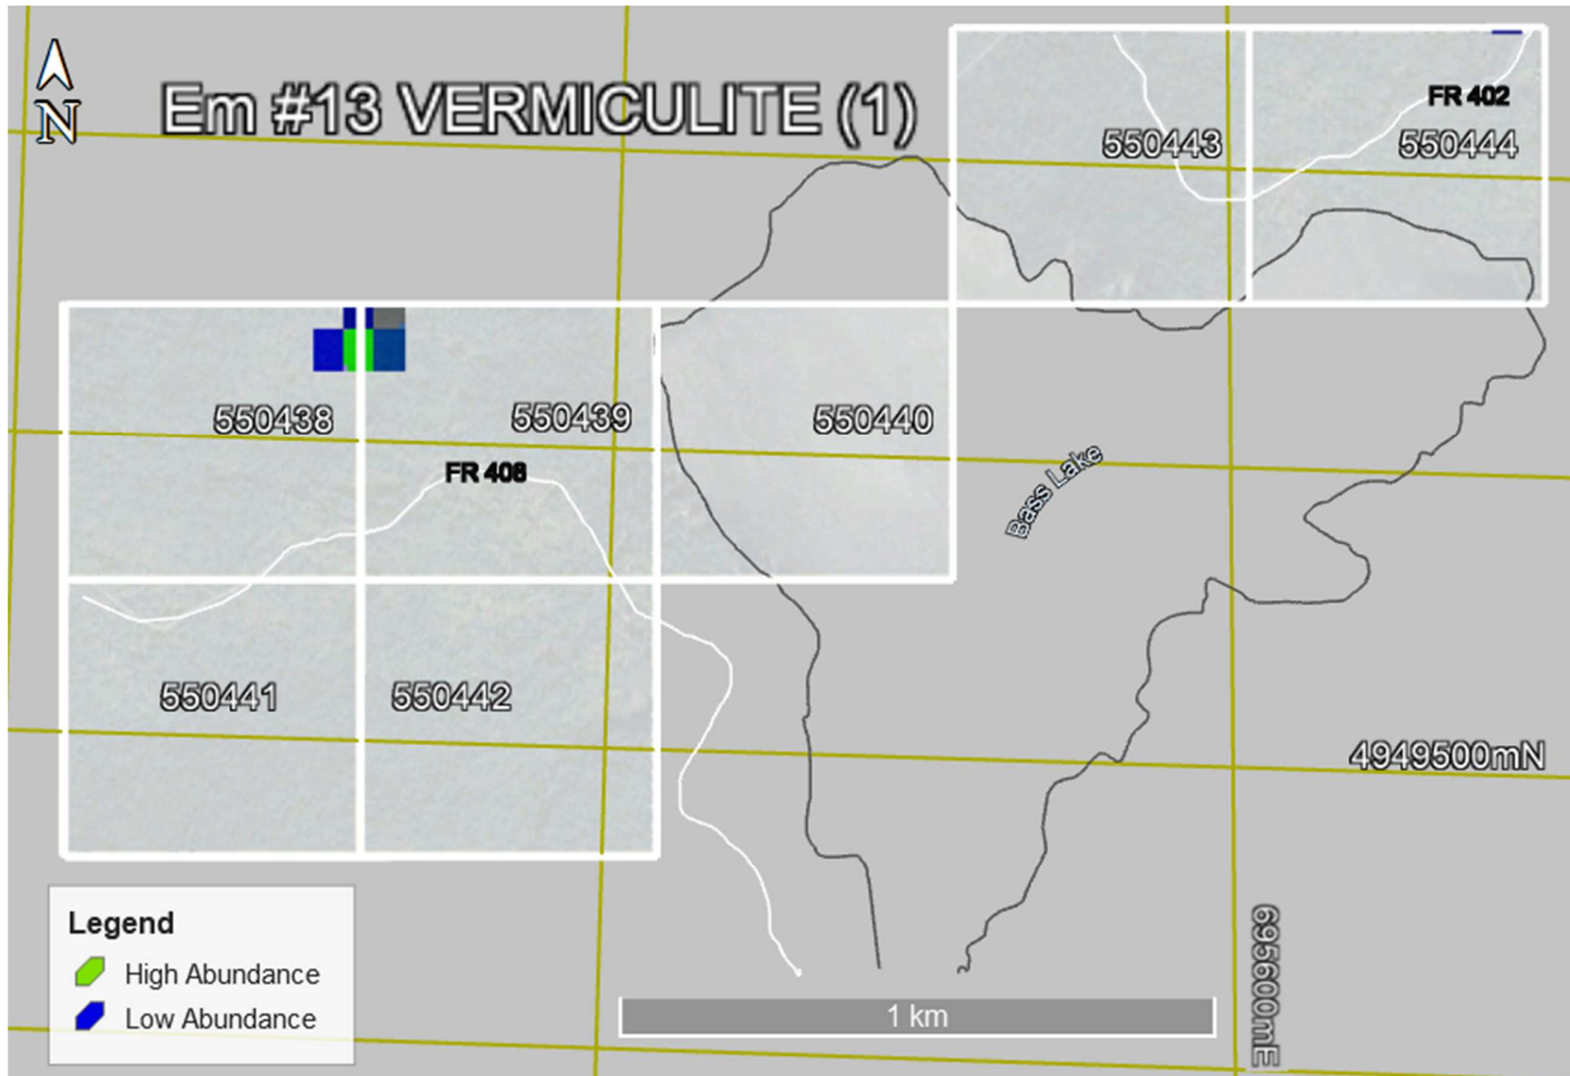 N
Em #13 VERMICULITE (1)
FR 402
550443
550444
550438
550439
550440
FR 408
Bass Lake
550441
550442
4949500mN
695600mE
Legend
High Abundance
Low Abundance
1 km